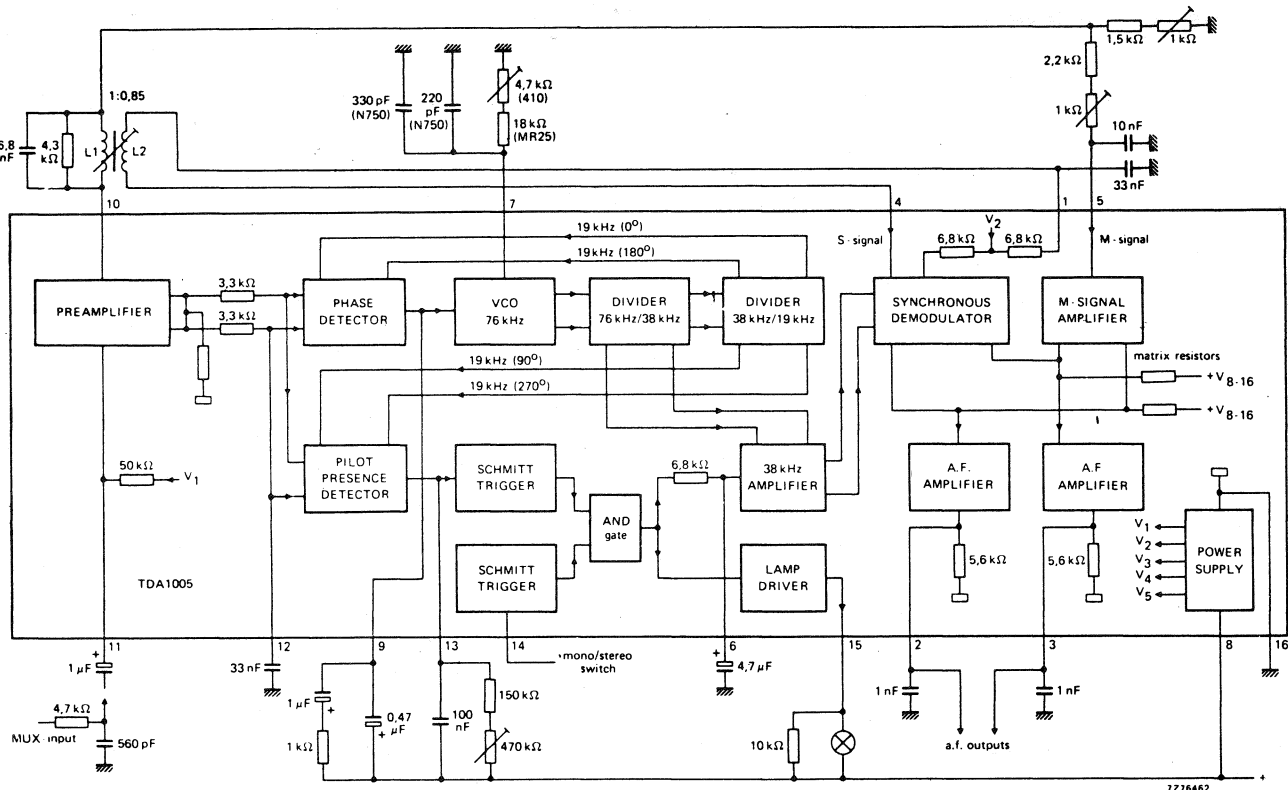 1,5 kΩ
1kΩ
2,2 kΩ
1kΩ
10 nF
33 nF
330 pF
(N750)
220
pF
(N750)
4,7 kΩ
(410)
18 kΩ
(MR25)
1:0,85
6,8
nF
4,3
kΩ
L1
L2
10
7
4
1
5
19 kHz (0°)
19 kHz (180°)
S-signal
V2
6,8 kΩ
6,8 kΩ
M-signal
PREAMPLIFIER
3,3 kΩ
3,3 kΩ
PHASE
DETECTOR
VCO
76 kHz
DIVIDER
76 kHz/38 kHz
DIVIDER
38 kHz/19 kHz
SYNCHRONOUS
DEMODULATOR
M-SIGNAL
AMPLIFIER
19 kHz (90°)
19 kHz (270°)
matrix resistors
+V8-16
+V8-16
50 kΩ
V1
PILOT
PRESENCE
DETECTOR
SCHMITT
TRIGGER
SCHMITT
TRIGGER
AND
gate
6,8 kΩ
38 kHz
AMPLIFIER
LAMP
DRIVER
A.F.
AMPLIFIER
A.F
AMPLIFIER
5,6 kΩ
5,6 kΩ
V1
V2
V3
V4
V5
POWER
SUPPLY
TDA1005
11
12
9
13
14
6
15
2
3
8
16
+
1 µF
33 nF
mono/stereo
switch
+
4,7 µF
1 nF
1 nF
4,7 kΩ
MUX-input
560 pF
1 µF
+
1 kΩ
0,47
µF
+
100
nF
150 kΩ
470 kΩ
10 kΩ
a.f. outputs
+
7Z76462